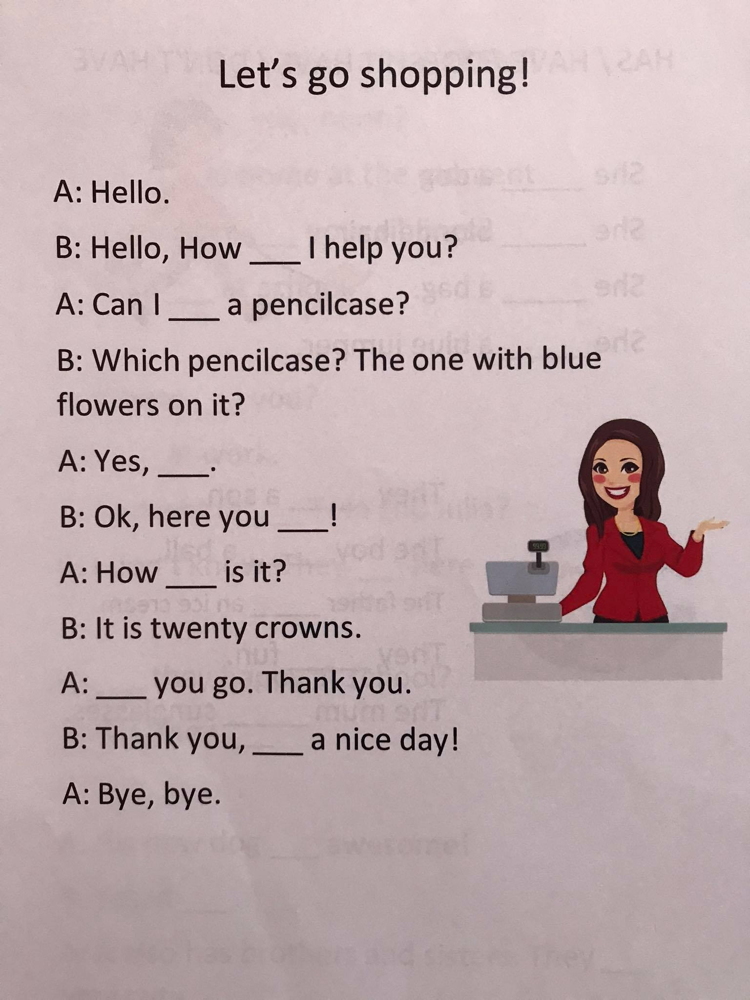 Let's go shopping!
A: Hello.
B: Hello, How ___ I help you?
A: Can I ___ a pencilcase?
B: Which pencilcase? The one with blue
flowers on it?
A: Yes, ___.
B: Ok, here you ___!
A: How ___ is it?
B: It is twenty crowns.
A: ___ you go. Thank you.
B: Thank you, ___ a nice day!
A: Bye, bye.
99.99